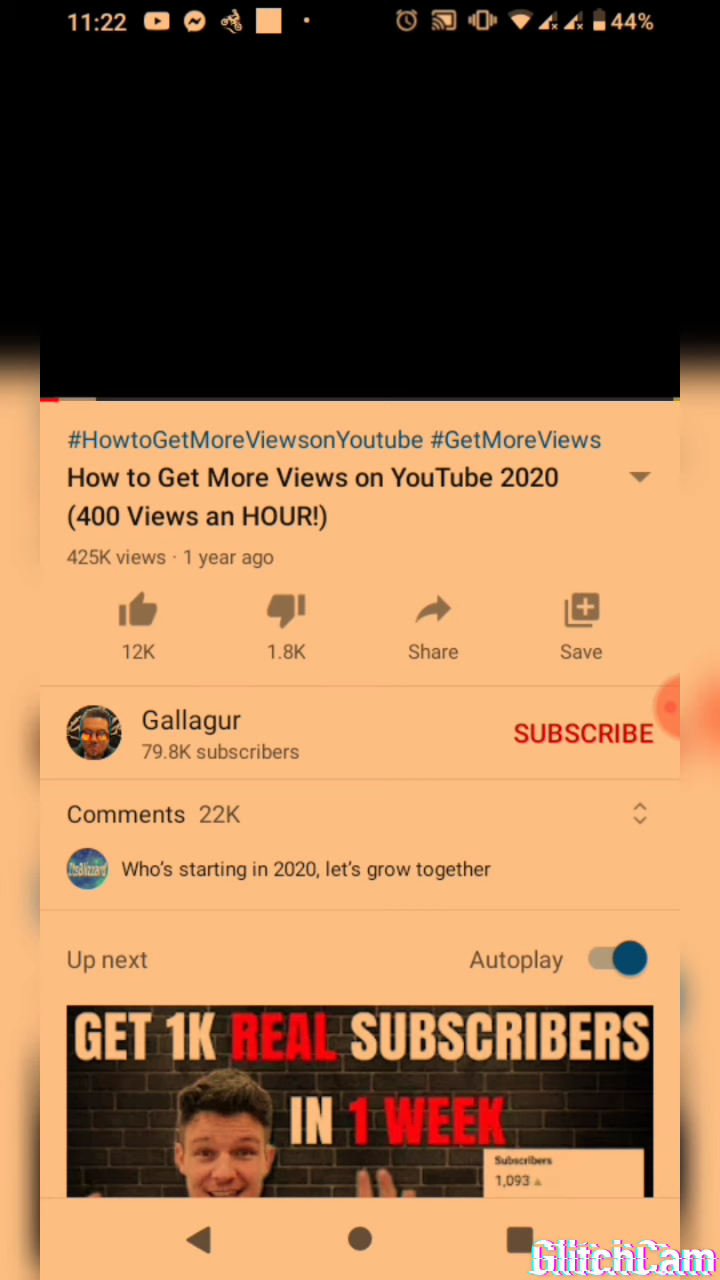 11:22
44%
#HowtoGetMoreViewsonYoutube #GetMoreViews
How to Get More Views on YouTube 2020
(400 Views an HOUR!)
425K views · 1 year ago
12K
1.8K
Share
Save
Gallagur
79.8K subscribers
SUBSCRIBE
Comments 22K
ItsBlizzard
Who's starting in 2020, let's grow together
Up next
Autoplay
GET 1K REAL SUBSCRIBERS
IN 1 WEEK
Subscribers
1,093
GlitchCam